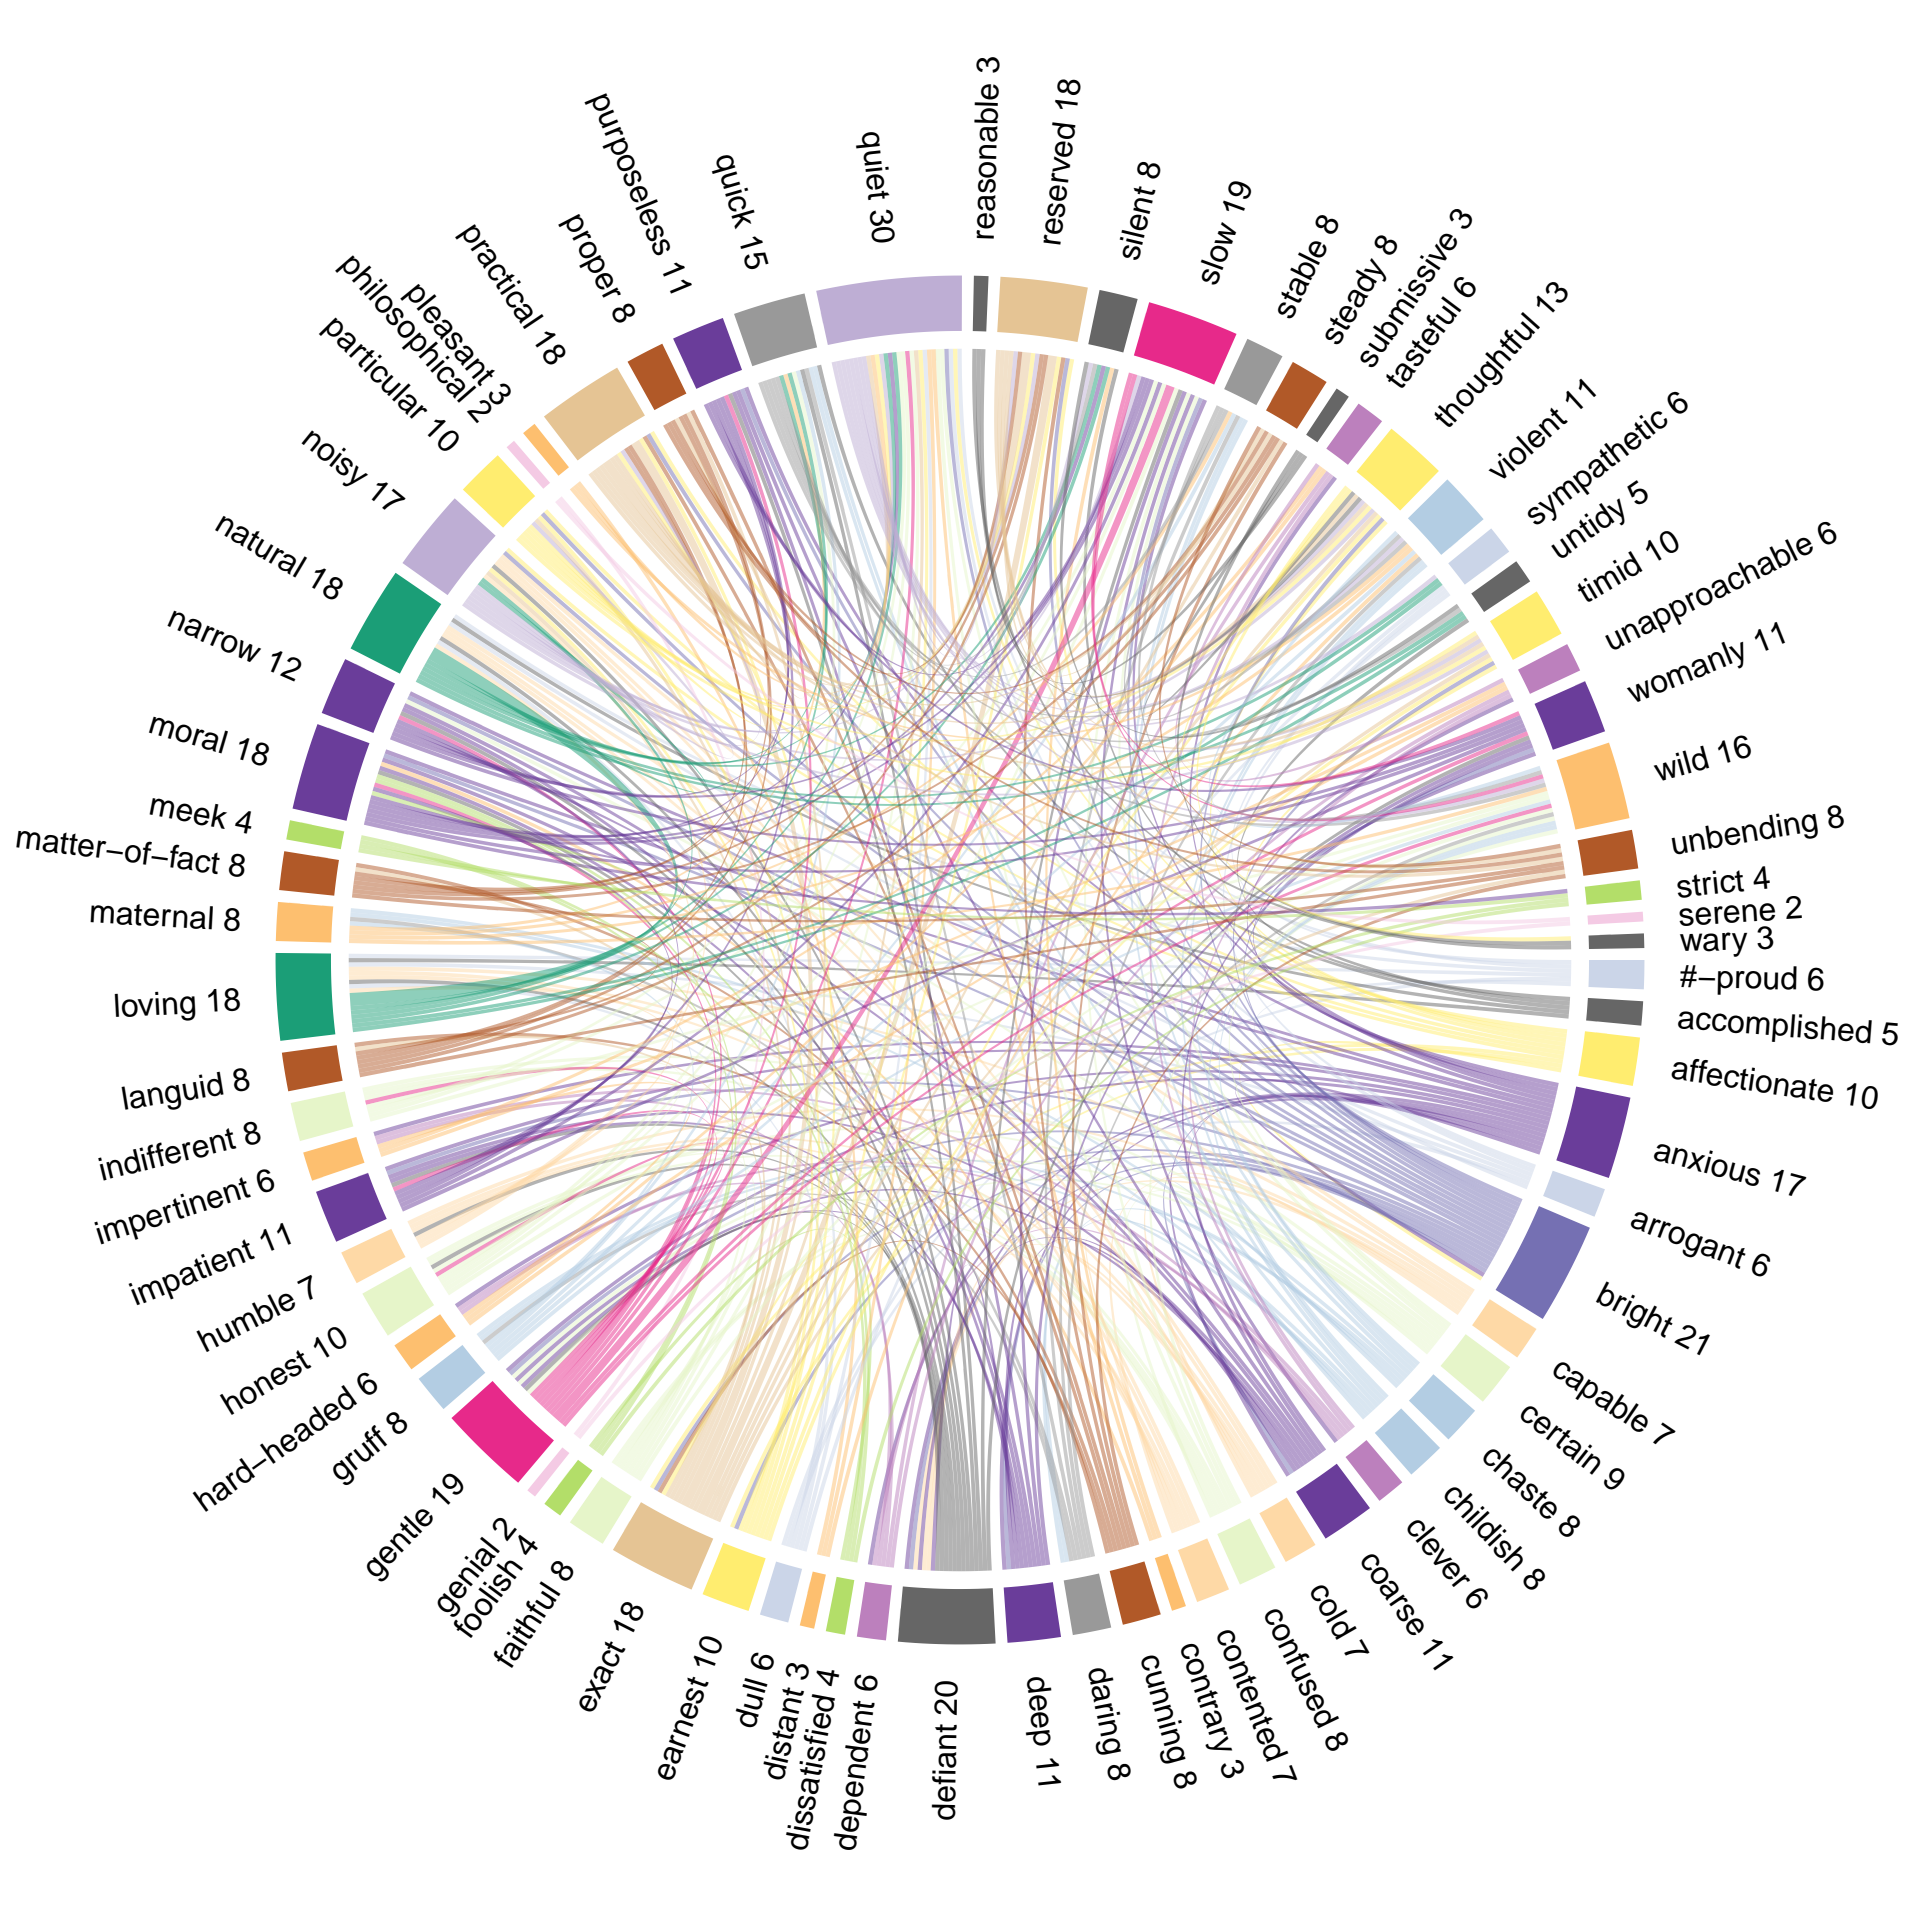 reasonable 3
reserved 18
silent 8
slow 19
stable 8
steady 8
submissive 3
tasteful 6
thoughtful 13
violent 11
sympathetic 6
untidy 5
timid 10
unapproachable 6
womanly 11
wild 16
unbending 8
strict 4
serene 2
wary 3
#−proud 6
accomplished 5
affectionate 10
anxious 17
arrogant 6
bright 21
capable 7
certain 9
chaste 8
childish 8
clever 6
coarse 11
cold 7
confused 8
contented 7
contrary 3
cunning 8
daring 8
deep 11
defiant 20
dependent 6
dissatisfied 4
distant 3
dull 6
earnest 10
exact 18
faithful 8
foolish 4
genial 2
gentle 19
gruff 8
hard−headed 6
honest 10
humble 7
impatient 11
impertinent 6
indifferent 8
languid 8
loving 18
maternal 8
matter−of−fact 8
meek 4
moral 18
narrow 12
natural 18
noisy 17
particular 10
philosophical 2
pleasant 3
practical 18
proper 8
purposeless 11
quick 15
quiet 30